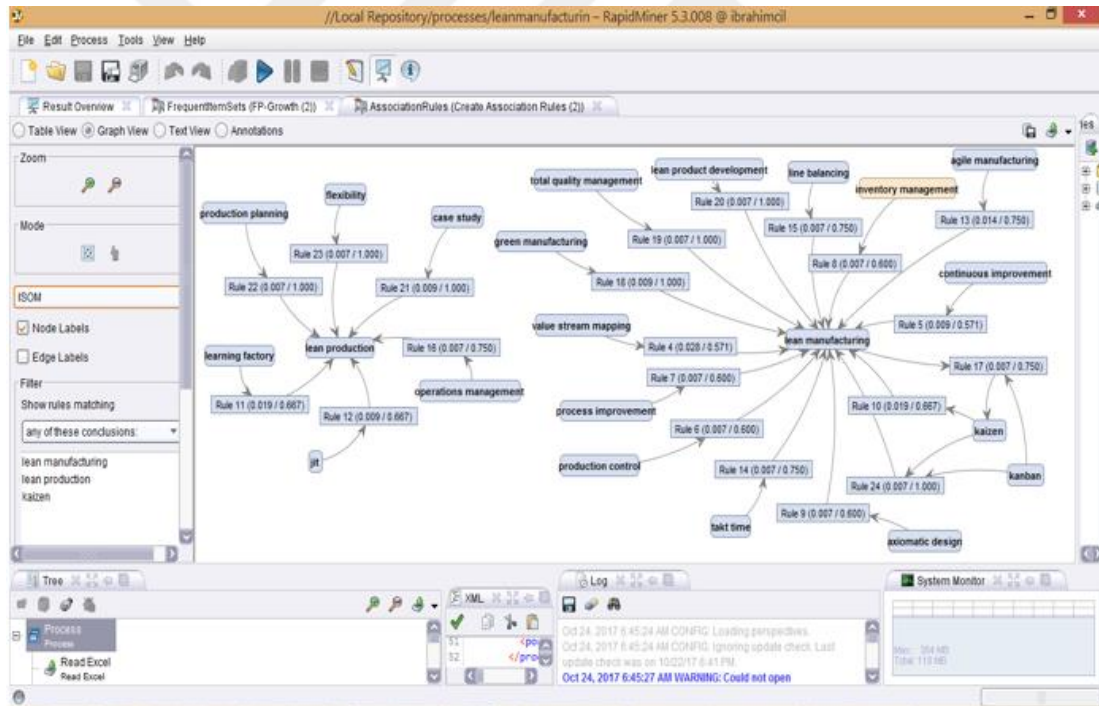 //Local Repository/processes/leanmanufacturin – RapidMiner 5.3.008 @ ibrahimcil
File Edit Process Tools View Help
Result Overview
FrequentItemSets (FP-Growth (2))
AssociationRules (Create Association Rules (2))
Table View Graph View Text View Annotations
Zoom
Mode
ISOM
Node Labels
Edge Labels
Filter
Show rules matching
any of these conclusions:
lean manufacturing
lean production
kaizen
flexibility
production planning
case study
Rule 23 (0.007 / 1.000)
Rule 22 (0.007 / 1.000)
Rule 21 (0.009 / 1.000)
lean production
Rule 16 (0.007 / 0.750)
learning factory
operations management
Rule 11 (0.019 / 0.667)
Rule 12 (0.009 / 0.667)
jit
agile manufacturing
lean product development
line balancing
total quality management
inventory management
Rule 20 (0.007 / 1.000)
Rule 13 (0.014 / 0.750)
Rule 15 (0.007 / 0.750)
green manufacturing
Rule 19 (0.007 / 1.000)
Rule 8 (0.007 / 0.600)
continuous improvement
Rule 18 (0.009 / 1.000)
value stream mapping
Rule 5 (0.009 / 0.571)
lean manufacturing
Rule 4 (0.028 / 0.571)
Rule 17 (0.007 / 0.750)
Rule 7 (0.007 / 0.600)
process improvement
Rule 10 (0.019 / 0.667)
Rule 6 (0.007 / 0.600)
kaizen
production control
Rule 14 (0.007 / 0.750)
kanban
Rule 24 (0.007 / 1.000)
Rule 9 (0.007 / 0.600)
takt time
axiomatic design
Tree
Process
Process
Read Excel
Read Excel
XML
51 <po
52 </pro
Log
Oct 24, 2017 6:45:24 AM CONFIG: Loading perspectives.
Oct 24, 2017 6:45:24 AM CONFIG: Ignoring update check. Last
update check was on 10/22/17 6:41 PM.
Oct 24, 2017 6:45:27 AM WARNING: Could not open
System Monitor
Max:
Total: